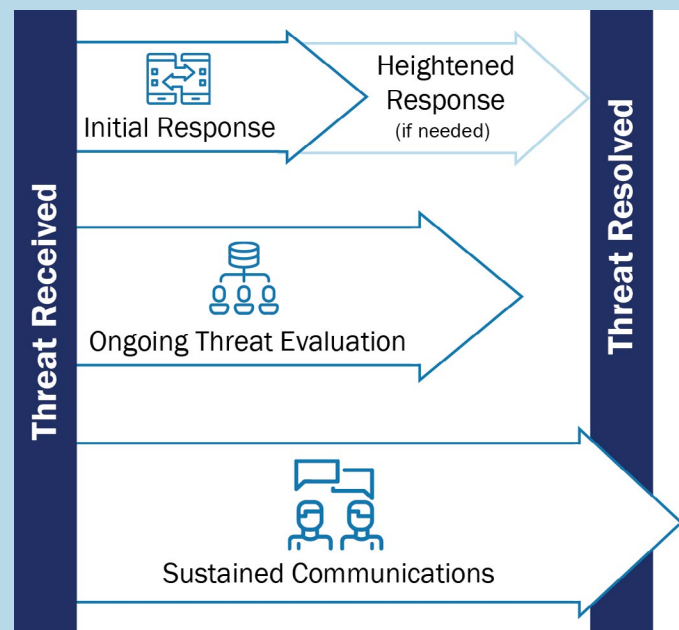 Threat Received
Initial Response
Heightened
Response
(if needed)
Ongoing Threat Evaluation
Sustained Communications
Threat Resolved